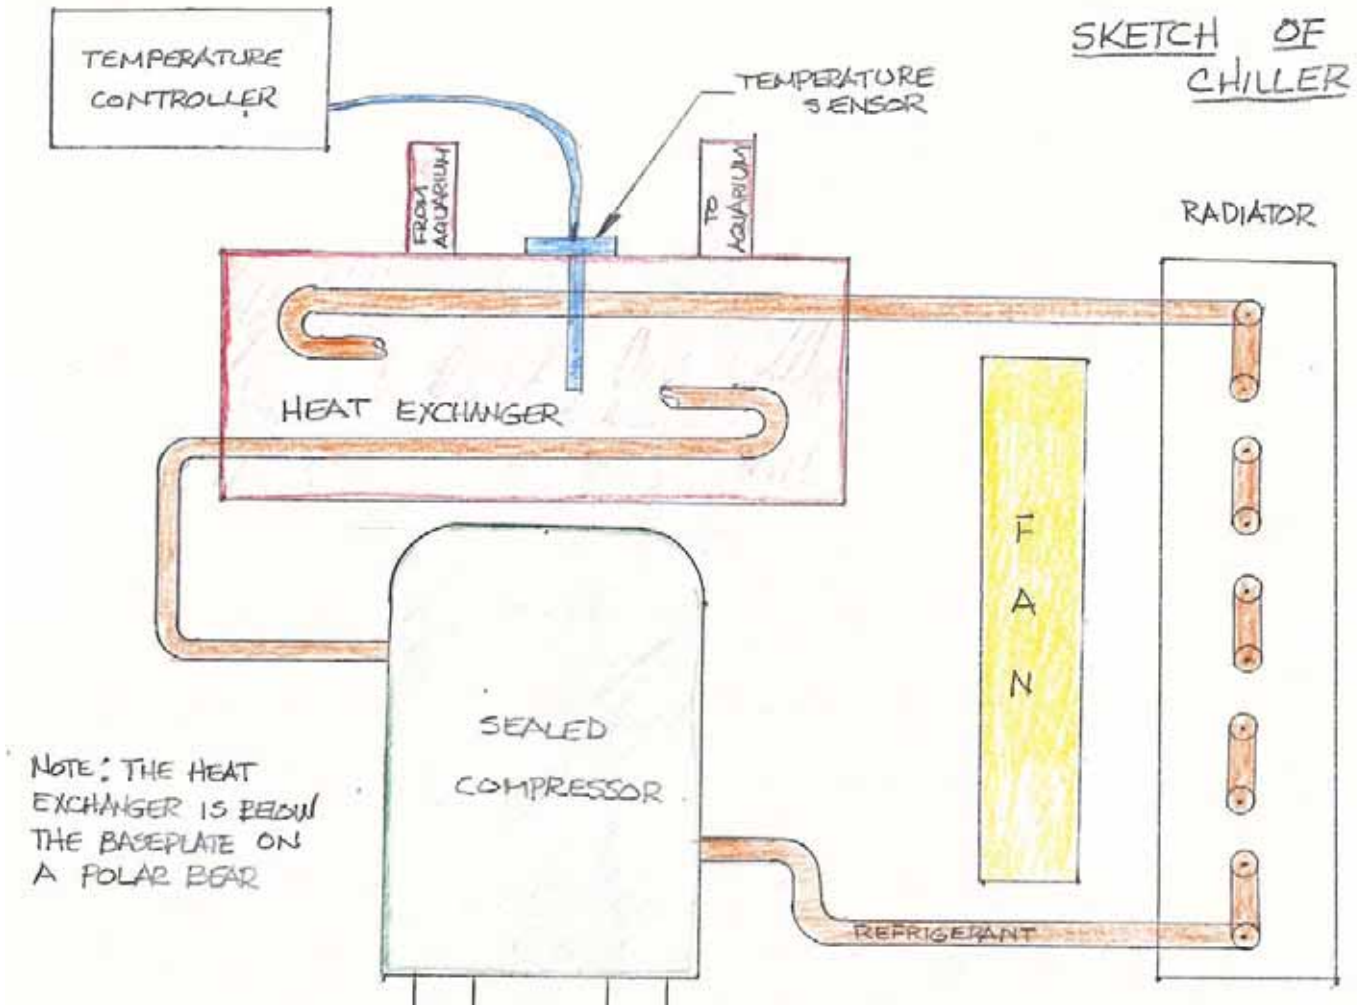 SKETCH OF
CHILLER
TEMPERATURE
CONTROLLER
TEMPERATURE
SENSOR
FROM
AQUARIUM
TO
AQUARIUM
RADIATOR
HEAT EXCHANGER
FAN
SEALED
COMPRESSOR
NOTE: THE HEAT
EXCHANGER IS BELOW
THE BASEPLATE ON
A POLAR BEAR
REFRIGERANT